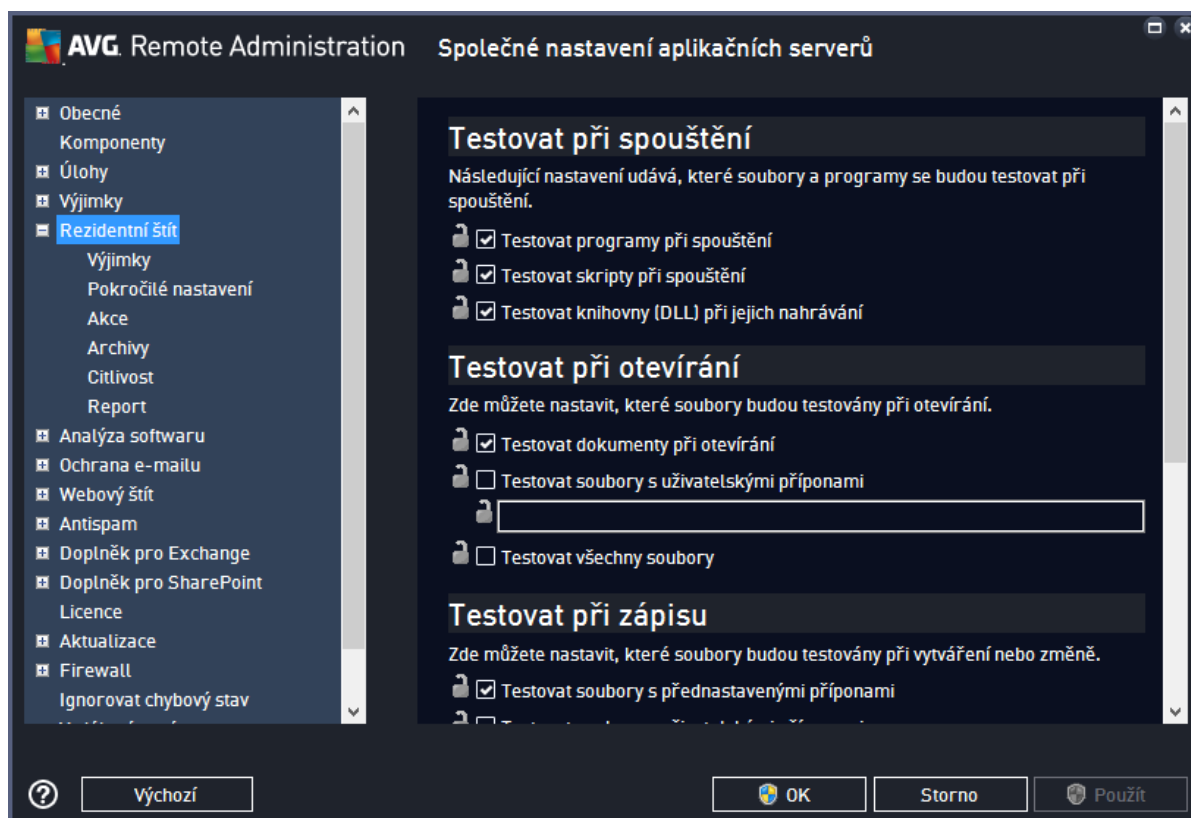 AVG. Remote Administration
Společné nastavení aplikačních serverů
Obecné
Komponenty
Úlohy
Výjimky
Rezidentní štít
Výjimky
Pokročilé nastavení
Akce
Archivy
Citlivost
Report
Analýza softwaru
Ochrana e-mailu
Webový štít
Antispam
Doplněk pro Exchange
Doplněk pro SharePoint
Licence
Aktualizace
Firewall
Ignorovat chybový stav
Testovat při spouštění
Následující nastavení udává, které soubory a programy se budou testovat při
spouštění.
Testovat programy při spouštění
Testovat skripty při spouštění
Testovat knihovny (DLL) při jejich nahrávání
Testovat při otevírání
Zde můžete nastavit, které soubory budou testovány při otevírání.
Testovat dokumenty při otevírání
Testovat soubory s uživatelskými příponami
Testovat všechny soubory
Testovat při zápisu
Zde můžete nastavit, které soubory budou testovány při vytváření nebo změně.
Testovat soubory s přednastavenými příponami
Výchozí
OK
Storno
Použít